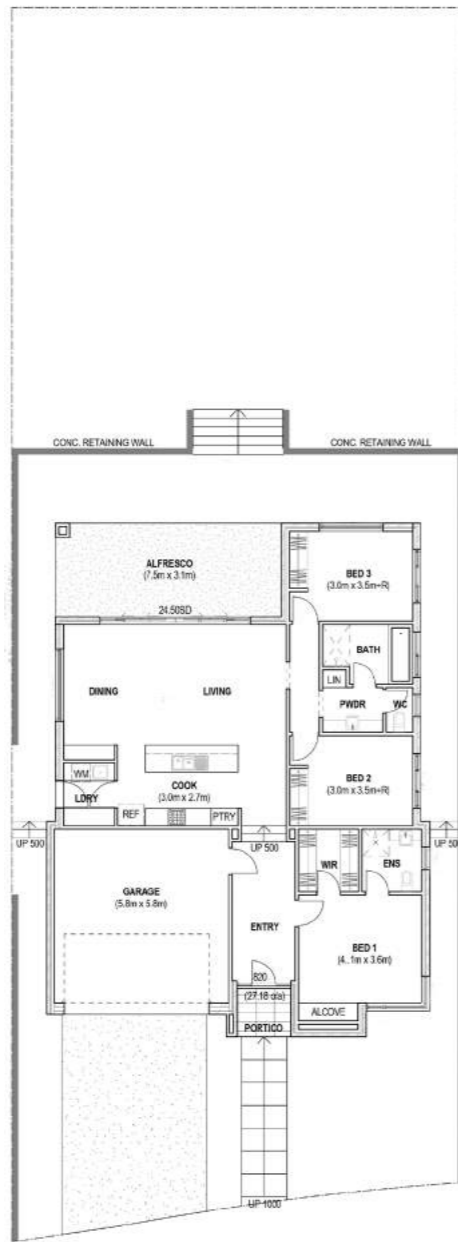 CONC. RETAINING WALL
CONC. RETAINING WALL
ALFRESCO
(7.5m x 3.1m)
24.50SD
BED 3
(3.0m x 3.5m+R)
BATH
LIN
PWDR
WC
DINING
LIVING
WM
LDRY
COOK
(3.0m x 2.7m)
REF
PTRY
BED 2
(3.0m x 3.5m+R)
UP 500
UP 500
UP 500
GARAGE
(5.8m x 5.8m)
WIR
ENS
ENTRY
BED 1
(4..1m x 3.6m)
820
(27.18 o/a)
PORTICO
ALCOVE
UP 1000